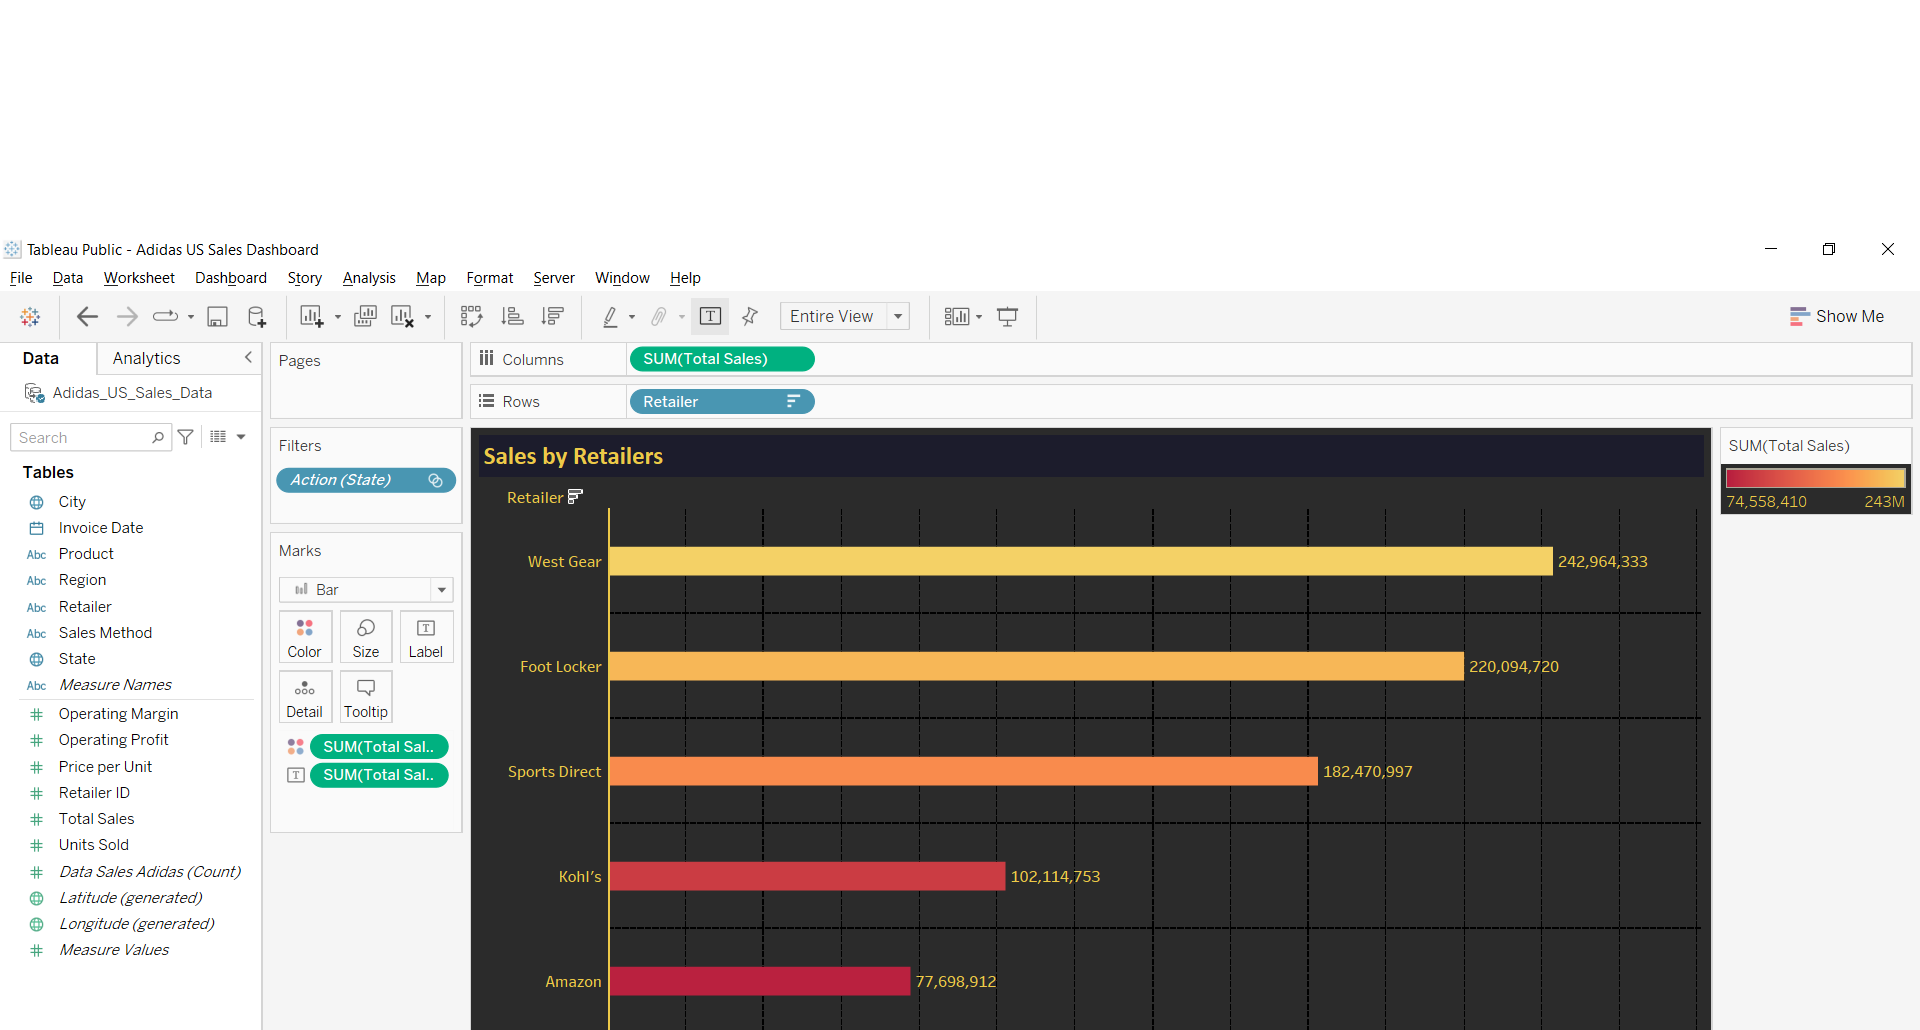 Tableau Public - Adidas US Sales Dashboard
File Data Worksheet Dashboard Story Analysis Map Format Server Window Help
Entire View
Show Me
Data Analytics
Adidas_US_Sales_Data
Search
Tables
City
Invoice Date
Abc Product
Abc Region
Abc Retailer
Abc Sales Method
State
Abc Measure Names
Operating Margin
Operating Profit
Price per Unit
Retailer ID
Total Sales
Units Sold
Data Sales Adidas (Count)
Latitude (generated)
Longitude (generated)
Measure Values
Pages
Filters
Action (State)
Marks
Bar
Color Size Label
Detail Tooltip
SUM(Total Sal..
SUM(Total Sal..
Columns SUM(Total Sales)
Rows Retailer
Sales by Retailers
Retailer
West Gear 242,964,333
Foot Locker 220,094,720
Sports Direct 182,470,997
Kohl's 102,114,753
Amazon 77,698,912
SUM(Total Sales)
74,558,410 243M